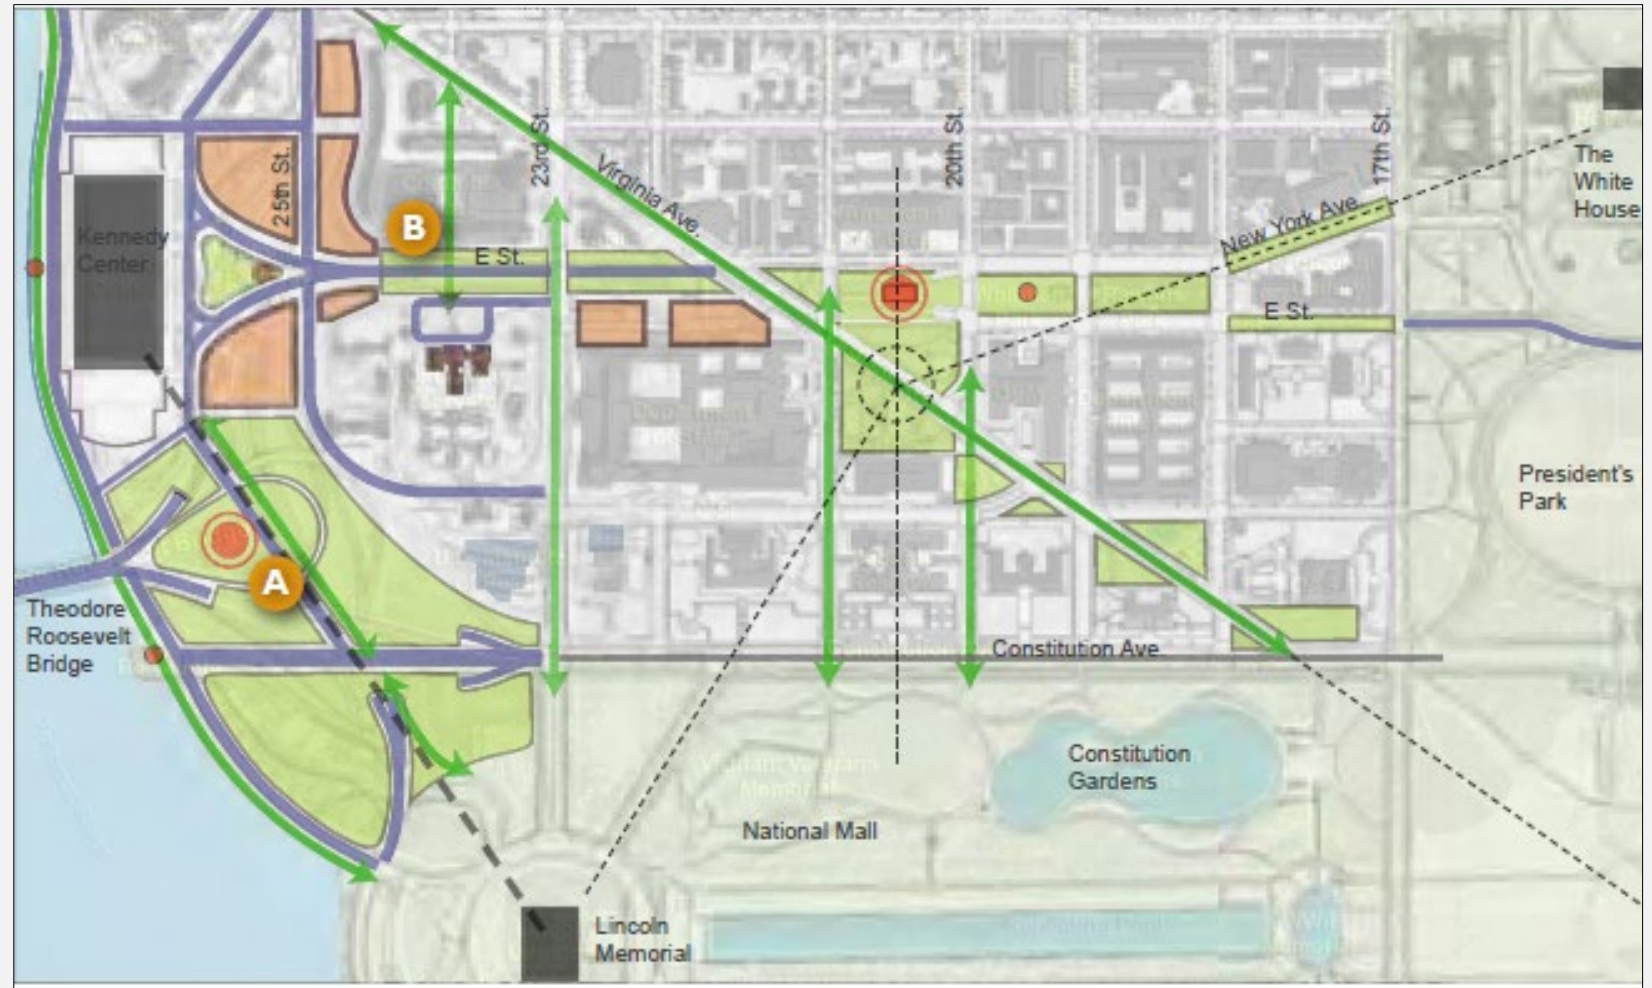 23rd St.
20th St.
17th St.
25th St.
Virginia Ave.
The
White
House
New York Ave.
B
Kennedy
Center
E St.
E St.
President's
Park
A
Theodore
Roosevelt
Bridge
Constitution Ave.
Constitution
Gardens
National Mall
Lincoln
Memorial